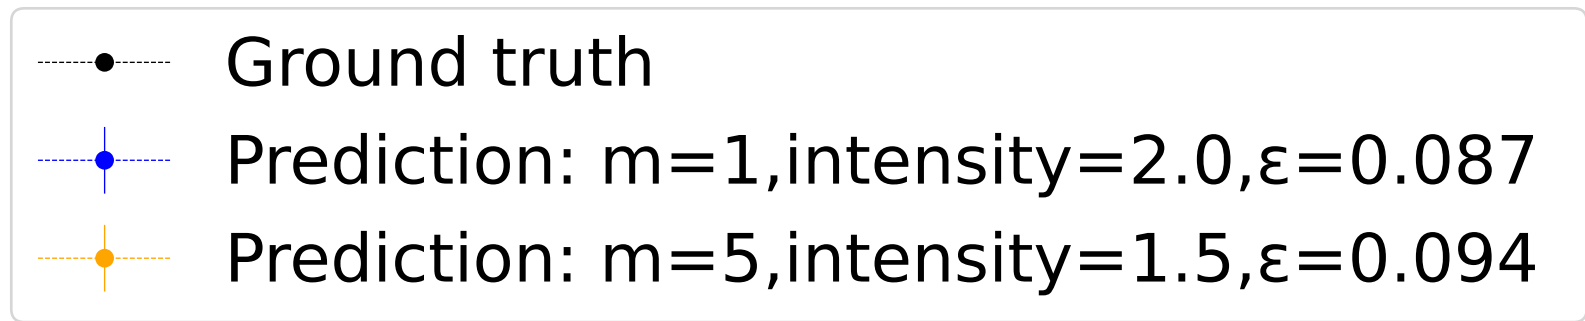 Ground truth
Prediction: m=1,intensity=2.0,ε=0.087
Prediction: m=5,intensity=1.5,ε=0.094